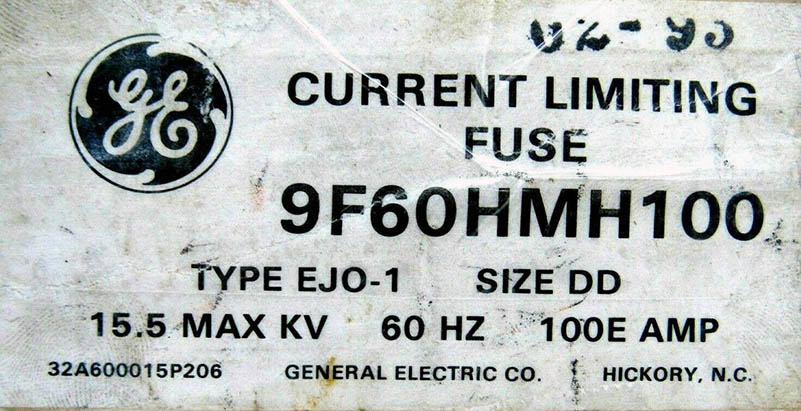 GE
CURRENT LIMITING
FUSE
9F60HMH100
TYPE EJO-1 SIZE DD
15.5 MAX KV 60 HZ 100E AMP
32A600015P206 GENERAL ELECTRIC CO. HICKORY, N.C.